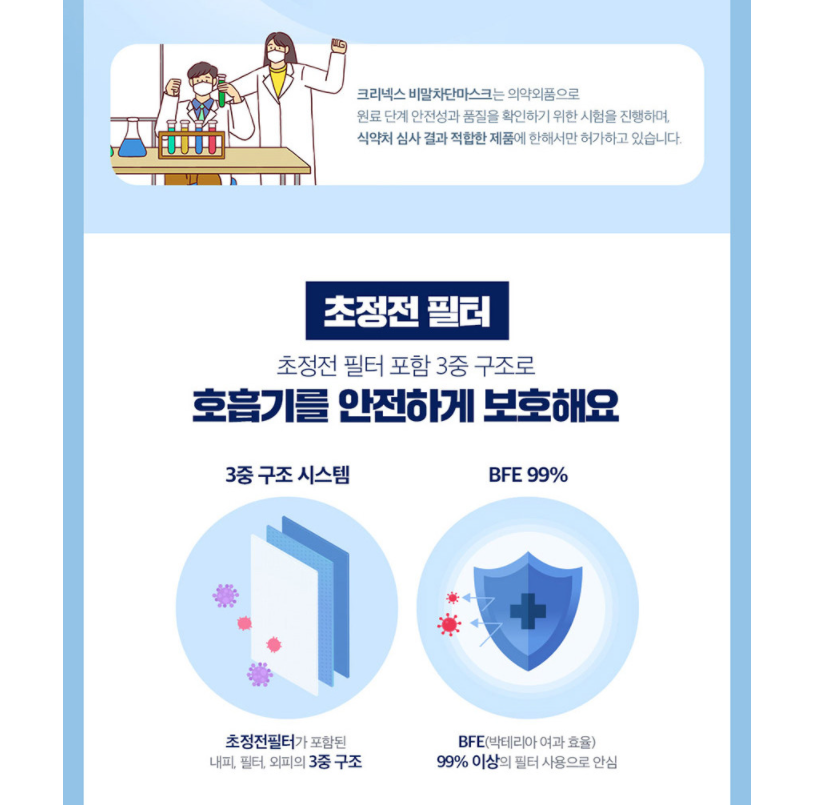 크리넥스 비말차단마스크는 의약외품으로
원료 단계 안전성과 품질을 확인하기 위한 시험을 진행하며,
식약처 심사 결과 적합한 제품에 한해서만 허가하고 있습니다.
초정전 필터
초정전 필터 포함 3중 구조로
호흡기를 안전하게 보호해요
3중 구조 시스템
BFE 99%
초정전필터가 포함된
내피, 필터, 외피의 3중 구조
BFE(박테리아 여과 효율)
99% 이상의 필터 사용으로 안심